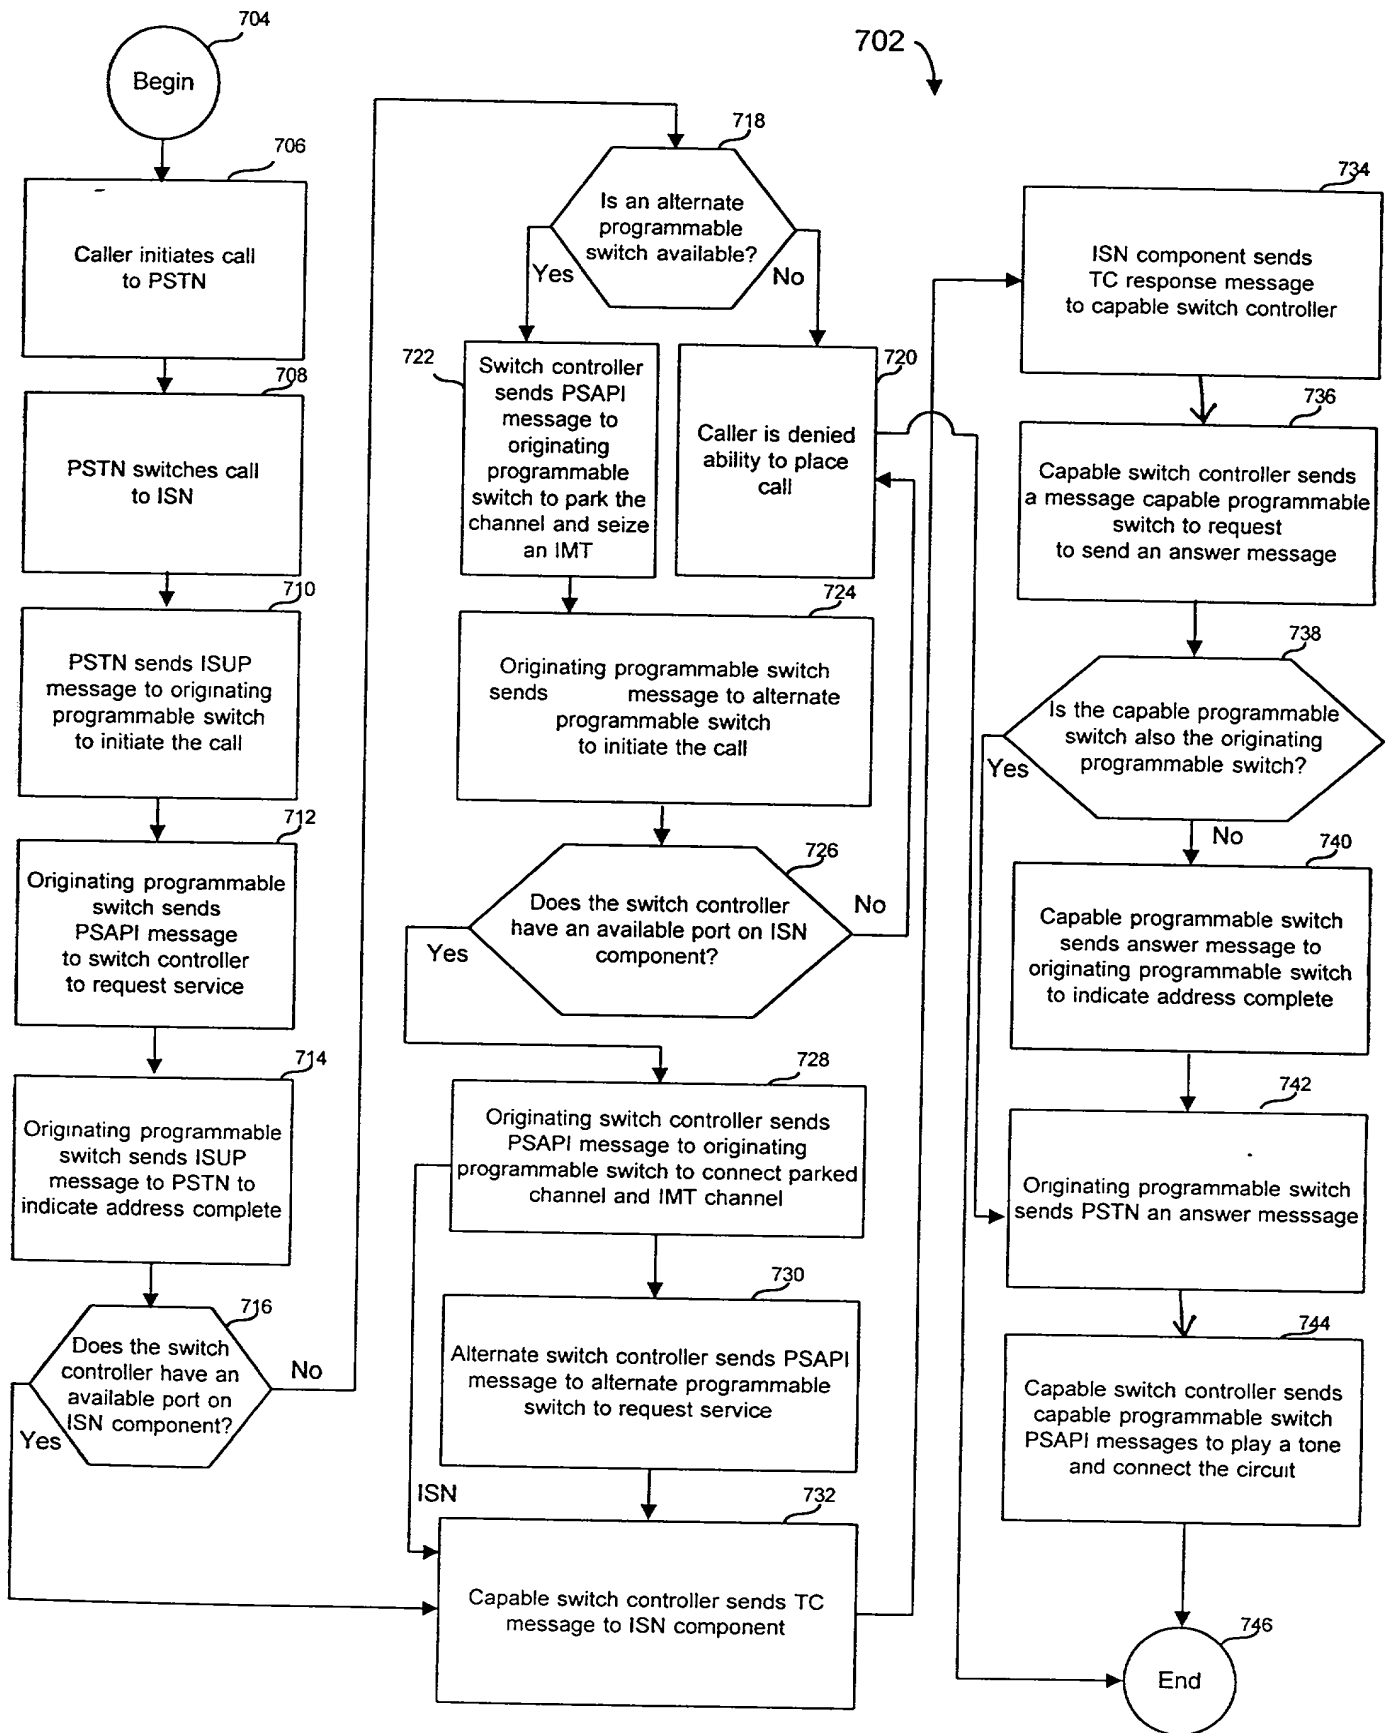 702
704
Begin
706
Caller initiates call
to PSTN
708
PSTN switches call
to ISN
710
PSTN sends ISUP
message to originating
programmable switch
to initiate the call
712
Originating programmable
switch sends
PSAPI message
to switch controller
to request service
714
Originating programmable
switch sends ISUP
message to PSTN to
indicate address complete
716
Does the switch
controller have an
available port on
ISN component?
No
Yes
718
Is an alternate
programmable
switch available?
Yes
No
722
Switch controller
sends PSAPI
message to
originating
programmable
switch to park the
channel and seize
an IMT
720
Caller is denied
ability to place
call
724
Originating programmable switch
sends message to alternate
programmable switch
to initiate the call
726
Does the switch controller
have an available port on ISN
component?
No
Yes
728
Originating switch controller sends
PSAPI message to originating
programmable switch to connect parked
channel and IMT channel
730
Alternate switch controller sends PSAPI
message to alternate programmable
switch to request service
ISN
732
Capable switch controller sends TC
message to ISN component
734
ISN component sends
TC response message
to capable switch controller
736
Capable switch controller sends
a message capable programmable
switch to request
to send an answer message
738
Is the capable programmable
switch also the originating
programmable switch?
Yes
No
740
Capable programmable switch
sends answer message to
originating programmable switch
to indicate address complete
742
Originating programmable switch
sends PSTN an answer messsage
744
Capable switch controller sends
capable programmable switch
PSAPI messages to play a tone
and connect the circuit
746
End